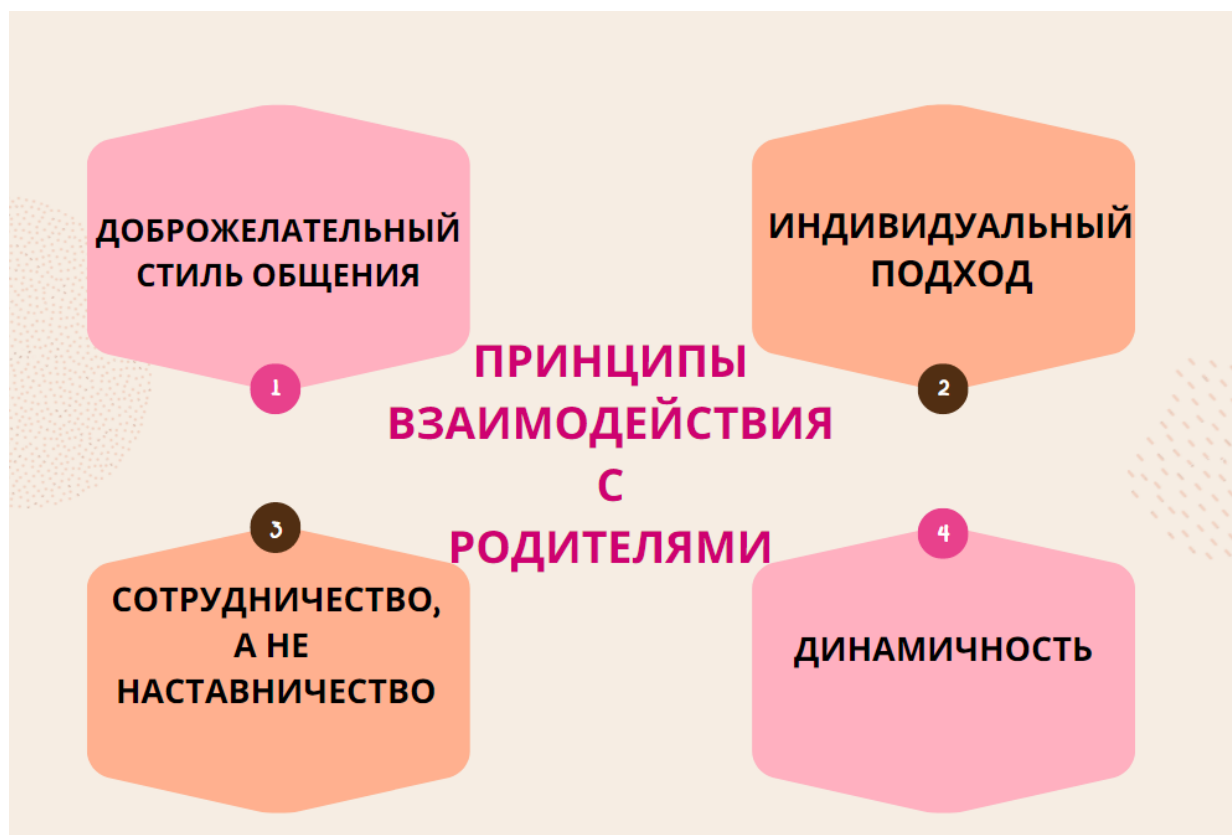 ДОБРОЖЕЛАТЕЛЬНЫЙ
СТИЛЬ ОБЩЕНИЯ
1
ИНДИВИДУАЛЬНЫЙ
ПОДХОД
2
ПРИНЦИПЫ
ВЗАИМОДЕЙСТВИЯ
С
РОДИТЕЛЯМИ
3
СОТРУДНИЧЕСТВО,
А НЕ
НАСТАВНИЧЕСТВО
4
ДИНАМИЧНОСТЬ